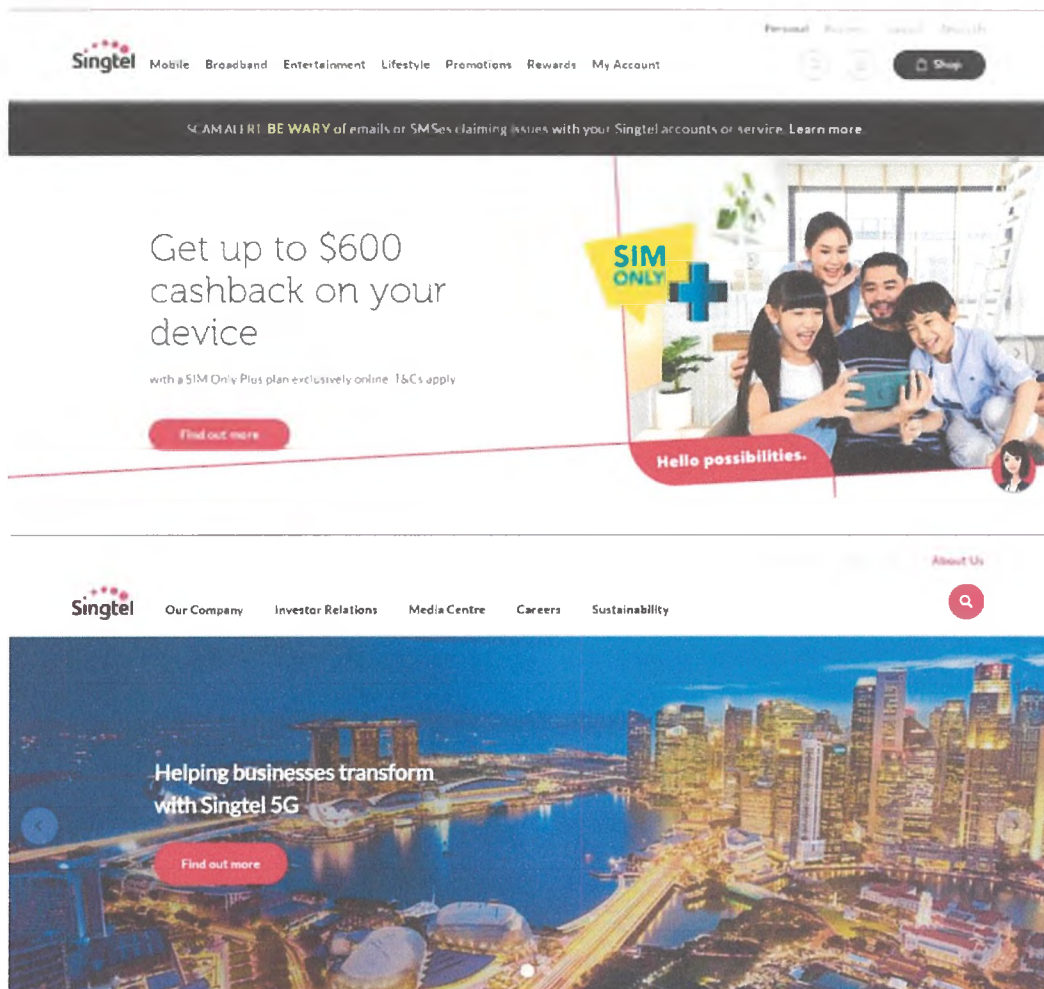 Personal
Singtel
Mobile Broadband Entertainment Lifestyle Promotions Rewards My Account
Shop
SCAM ALERT BE WARY of emails or SMSes claiming issues with your Singtel accounts or service. Learn more.
Get up to $600
cashback on your
device
with a SIM Only Plus plan exclusively online. T&Cs apply
Find out more
SIM
ONLY
Hello possibilities.
About Us
Singtel
Our Company Investor Relations Media Centre Careers Sustainability
Helping businesses transform
with Singtel 5G
Find out more